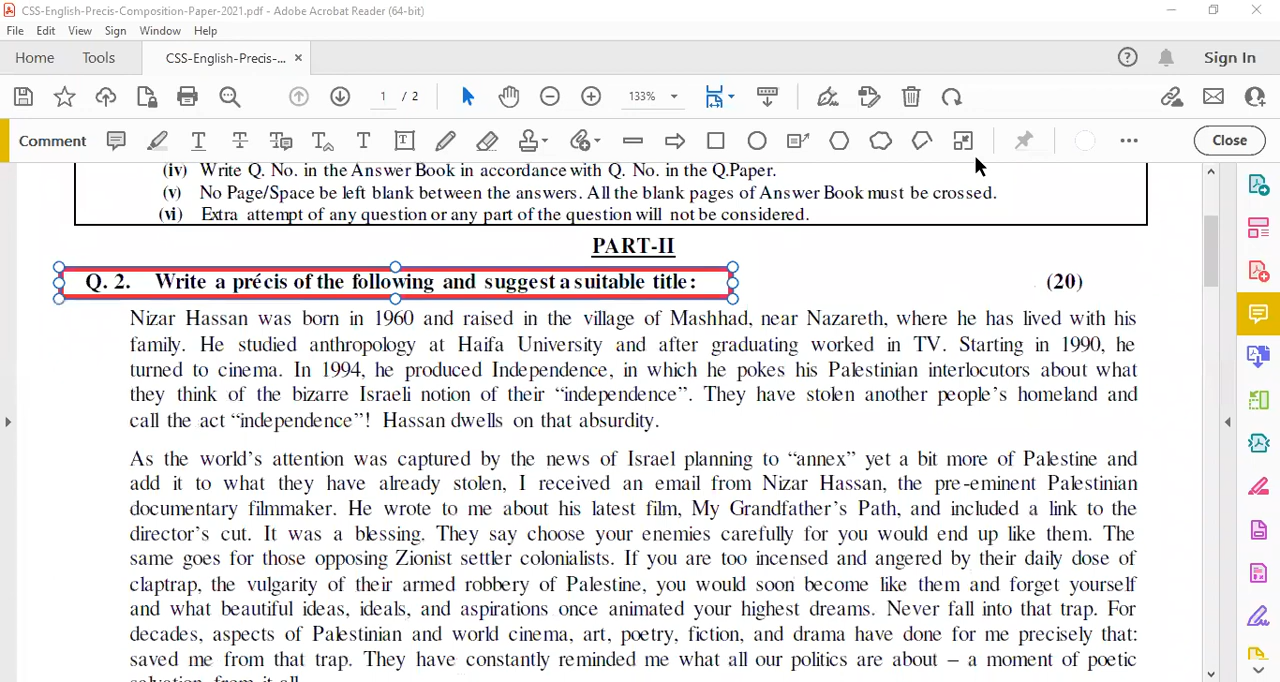 CSS-English-Precis-Composition-Paper-2021.pdf - Adobe Acrobat Reader (64-bit)
File Edit View Sign Window Help
Home Tools CSS-English-Precis-... × Sign In
1 / 2 133%
Comment Close
(iv) Write Q. No. in the Answer Book in accordance with Q. No. in the Q.Paper.
(v) No Page/Space be left blank between the answers. All the blank pages of Answer Book must be crossed.
(vi) Extra attempt of any question or any part of the question will not be considered.
PART-II
Q. 2. Write a précis of the following and suggest a suitable title: (20)
Nizar Hassan was born in 1960 and raised in the village of Mashhad, near Nazareth, where he has lived with his
family. He studied anthropology at Haifa University and after graduating worked in TV. Starting in 1990, he
turned to cinema. In 1994, he produced Independence, in which he pokes his Palestinian interlocutors about what
they think of the bizarre Israeli notion of their “independence”. They have stolen another people’s homeland and
call the act “independence”! Hassan dwells on that absurdity.
As the world’s attention was captured by the news of Israel planning to “annex” yet a bit more of Palestine and
add it to what they have already stolen, I received an email from Nizar Hassan, the pre-eminent Palestinian
documentary filmmaker. He wrote to me about his latest film, My Grandfather’s Path, and included a link to the
director’s cut. It was a blessing. They say choose your enemies carefully for you would end up like them. The
same goes for those opposing Zionist settler colonialists. If you are too incensed and angered by their daily dose of
claptrap, the vulgarity of their armed robbery of Palestine, you would soon become like them and forget yourself
and what beautiful ideas, ideals, and aspirations once animated your highest dreams. Never fall into that trap. For
decades, aspects of Palestinian and world cinema, art, poetry, fiction, and drama have done for me precisely that:
saved me from that trap. They have constantly reminded me what all our politics are about – a moment of poetic
salvation from it all.